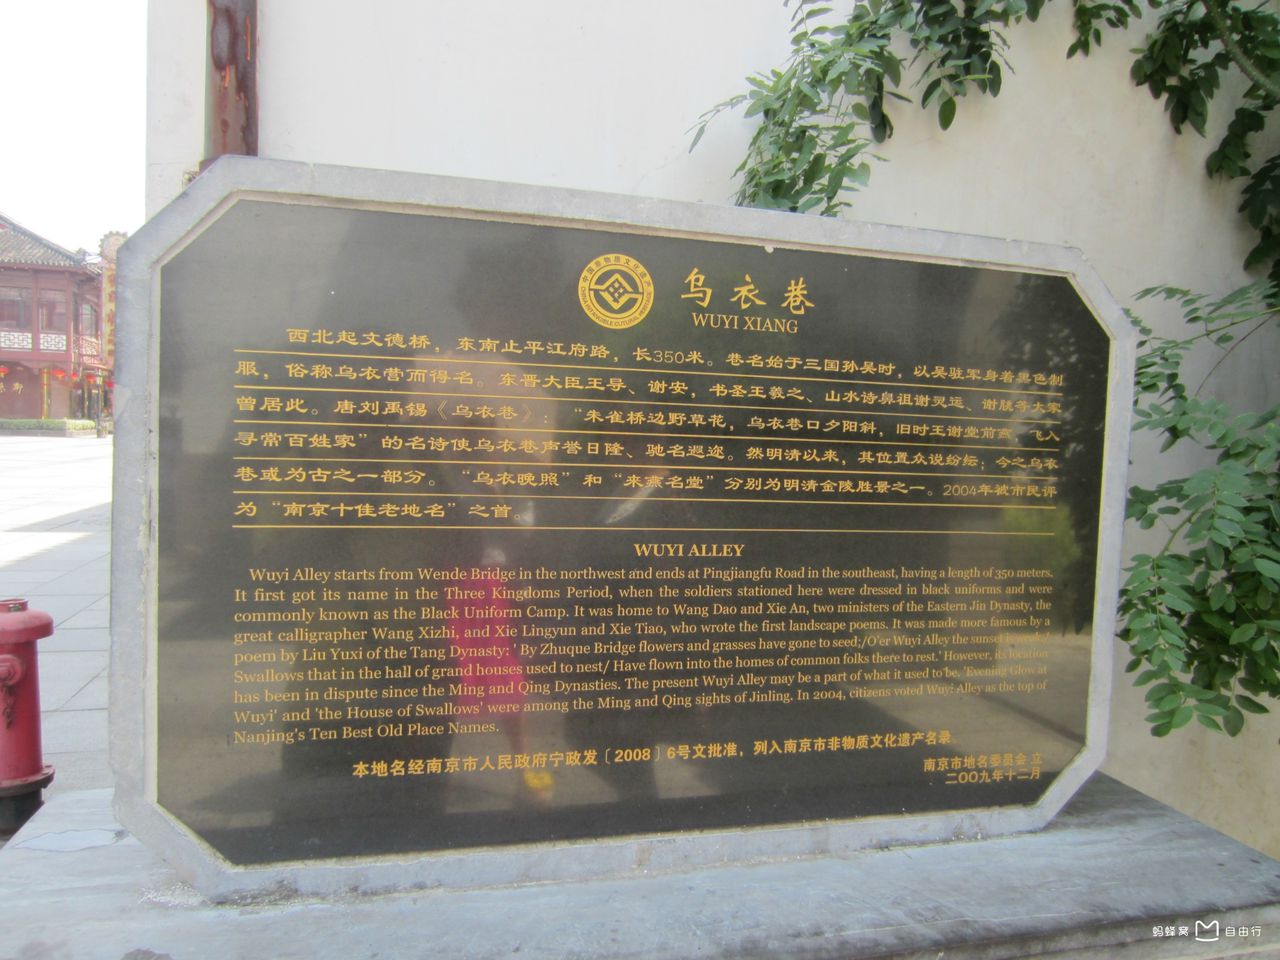 中国非物质文化遗产
乌衣巷
WUYI XIANG
西北起文德桥，东南止平江府路，长350米。巷名始于三国孙吴时，以吴驻军身着黑色制
服，俗称乌衣营而得名。东晋大臣王导、谢安，书圣王羲之、山水诗鼻祖谢灵运、谢朓等大家
曾居此。唐刘禹锡《乌衣巷》：“朱雀桥边野草花，乌衣巷口夕阳斜，旧时王谢堂前燕，飞入
寻常百姓家”的名诗使乌衣巷声誉日隆、驰名遐迩。然明清以来，其位置众说纷纭；今之乌衣
巷或为古之一部分。“乌衣晚照”和“来燕名堂”分别为明清金陵胜景之一。2004年被市民评
为“南京十佳老地名”之首。
WUYI ALLEY
Wuyi Alley starts from Wende Bridge in the northwest and ends at Pingjiangfu Road in the southeast, having a length of 350 meters.
It first got its name in the Three Kingdoms Period, when the soldiers stationed here were dressed in black uniforms and were
commonly known as the Black Uniform Camp. It was home to Wang Dao and Xie An, two ministers of the Eastern Jin Dynasty, the
great calligrapher Wang Xizhi, and Xie Lingyun and Xie Tiao, who wrote the first landscape poems. It was made more famous by a
poem by Liu Yuxi of the Tang Dynasty: 'By Zhuque Bridge flowers and grasses have gone to seed;/O'er Wuyi Alley the sunset is
Swallows that in the hall of grand houses used to nest/ Have flown into the homes of common folks there to rest.' However, its location
has been in dispute since the Ming and Qing Dynasties. The present Wuyi Alley may be a part of what it used to be. 'Evening Glow at
Wuyi' and 'the House of Swallows' were among the Ming and Qing sights of Jinling. In 2004, citizens voted Wuyi Alley as the top of
Nanjing's Ten Best Old Place Names.
本地名经南京市人民政府宁政发〔2008〕6号文批准，列入南京市非物质文化遗产名录
南京市地名委员会 立
二〇〇九年十二月
蚂蜂窝 自由行